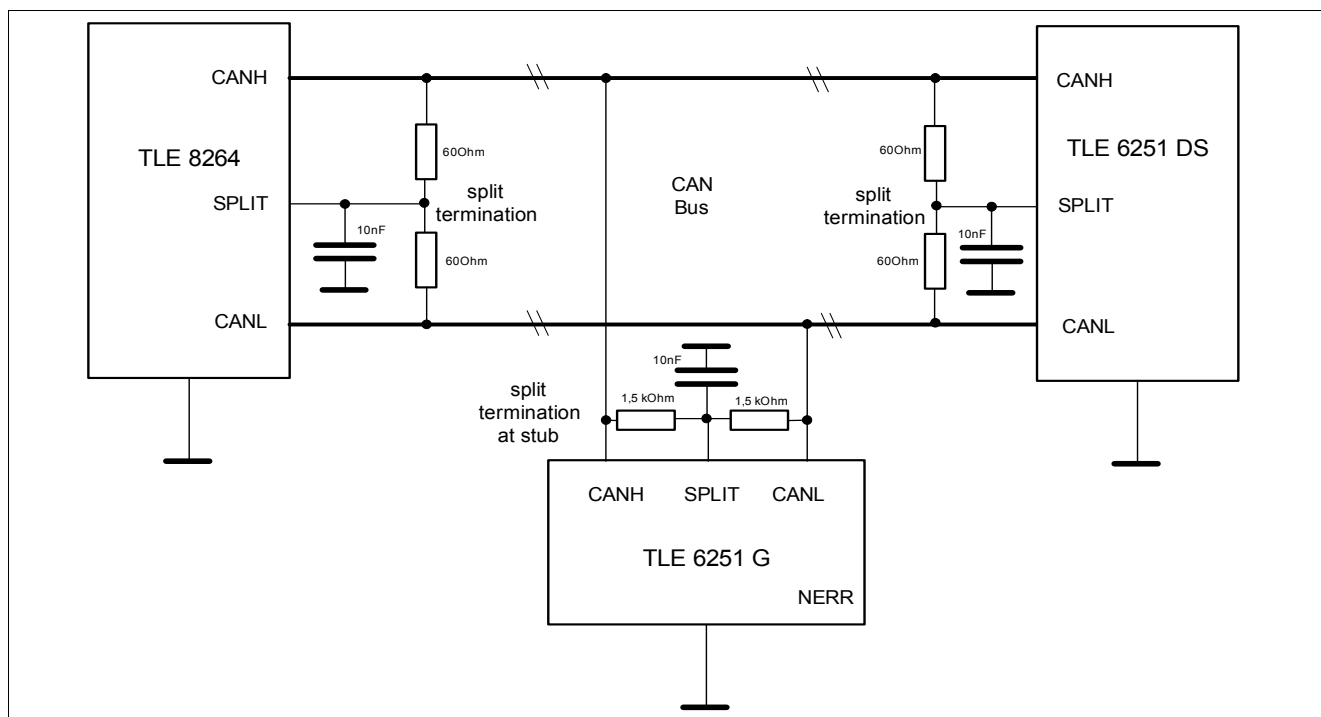 CANH
TLE 8264
SPLIT
CANL
10nF
60Ohm
split
termination
60Ohm
CAN
Bus
60Ohm
split
termination
60Ohm
10nF
CANH
TLE 6251 DS
SPLIT
CANL
split
termination
at stub
10nF
1,5 kOhm
1,5 kOhm
CANH
SPLIT
CANL
TLE 6251 G
NERR